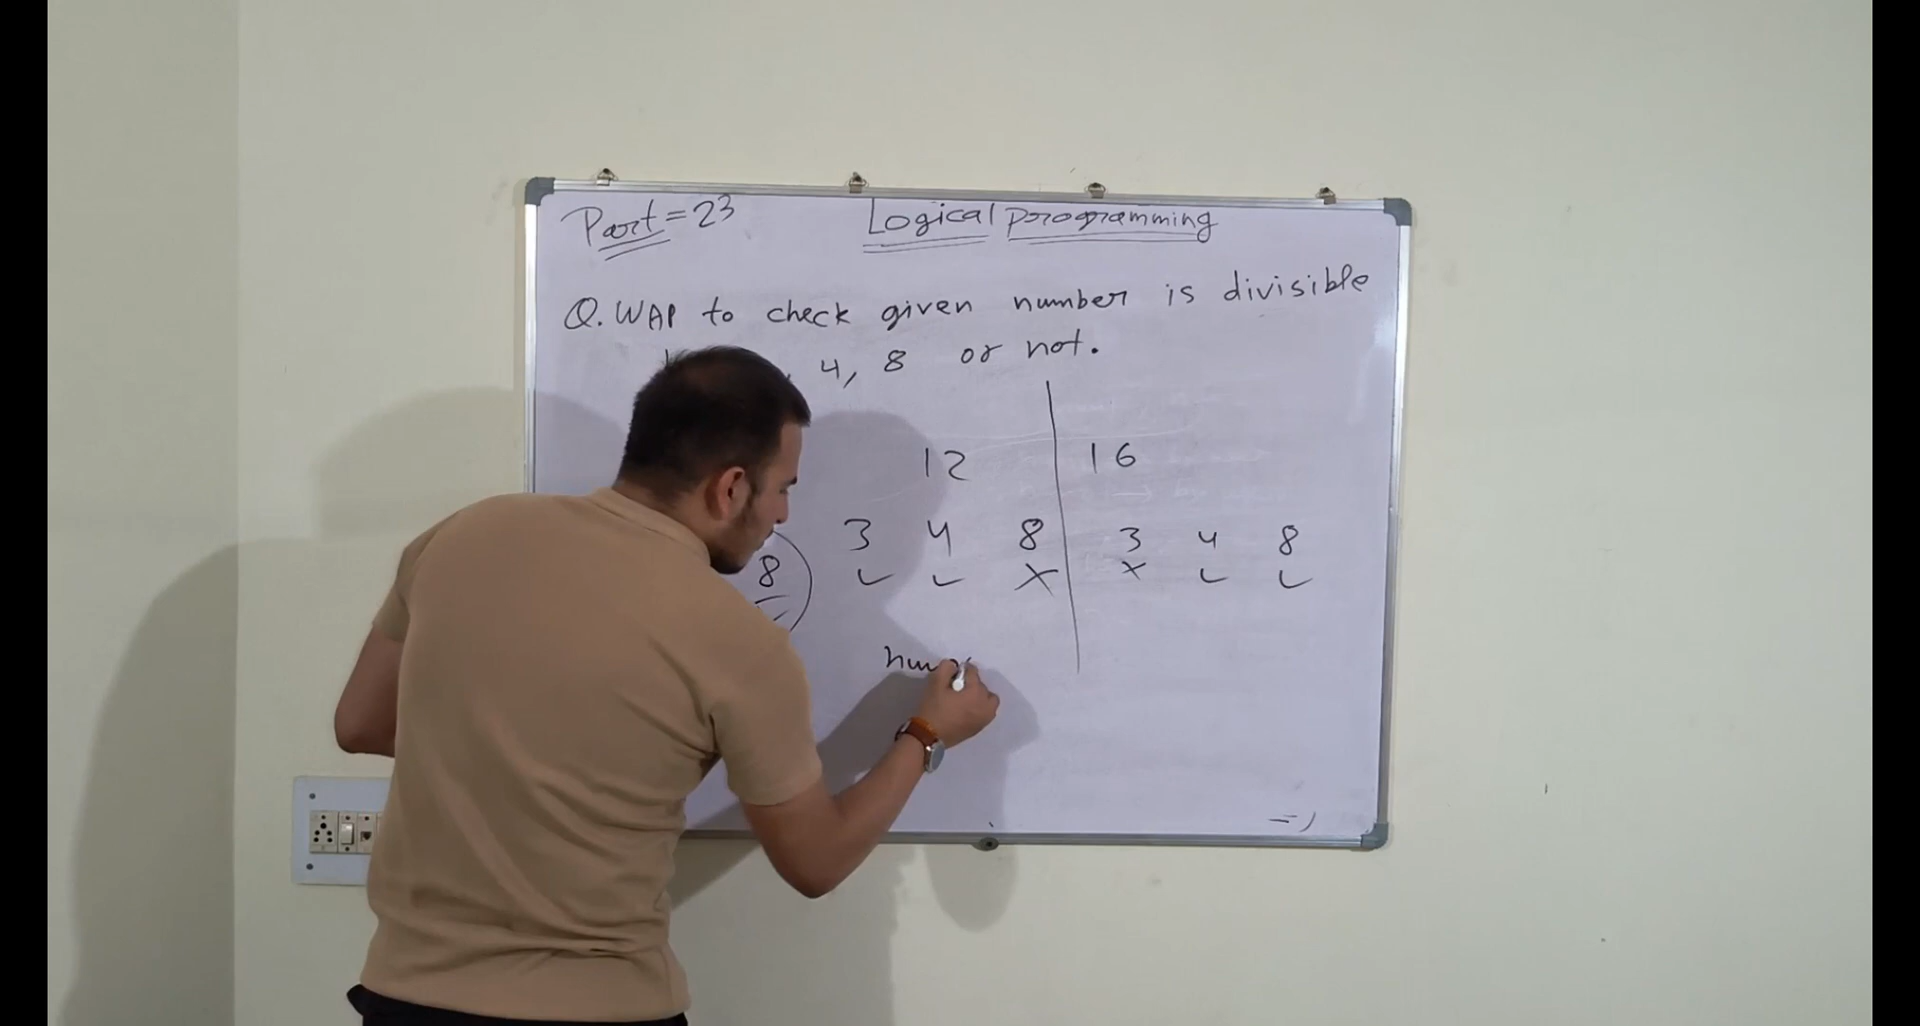 Part=23 Logical programming
Q. WAP to check given number is divisible
4, 8 or not.
12 16
8 3 4 8 3 4 8
✓ ✓ X X ✓ ✓